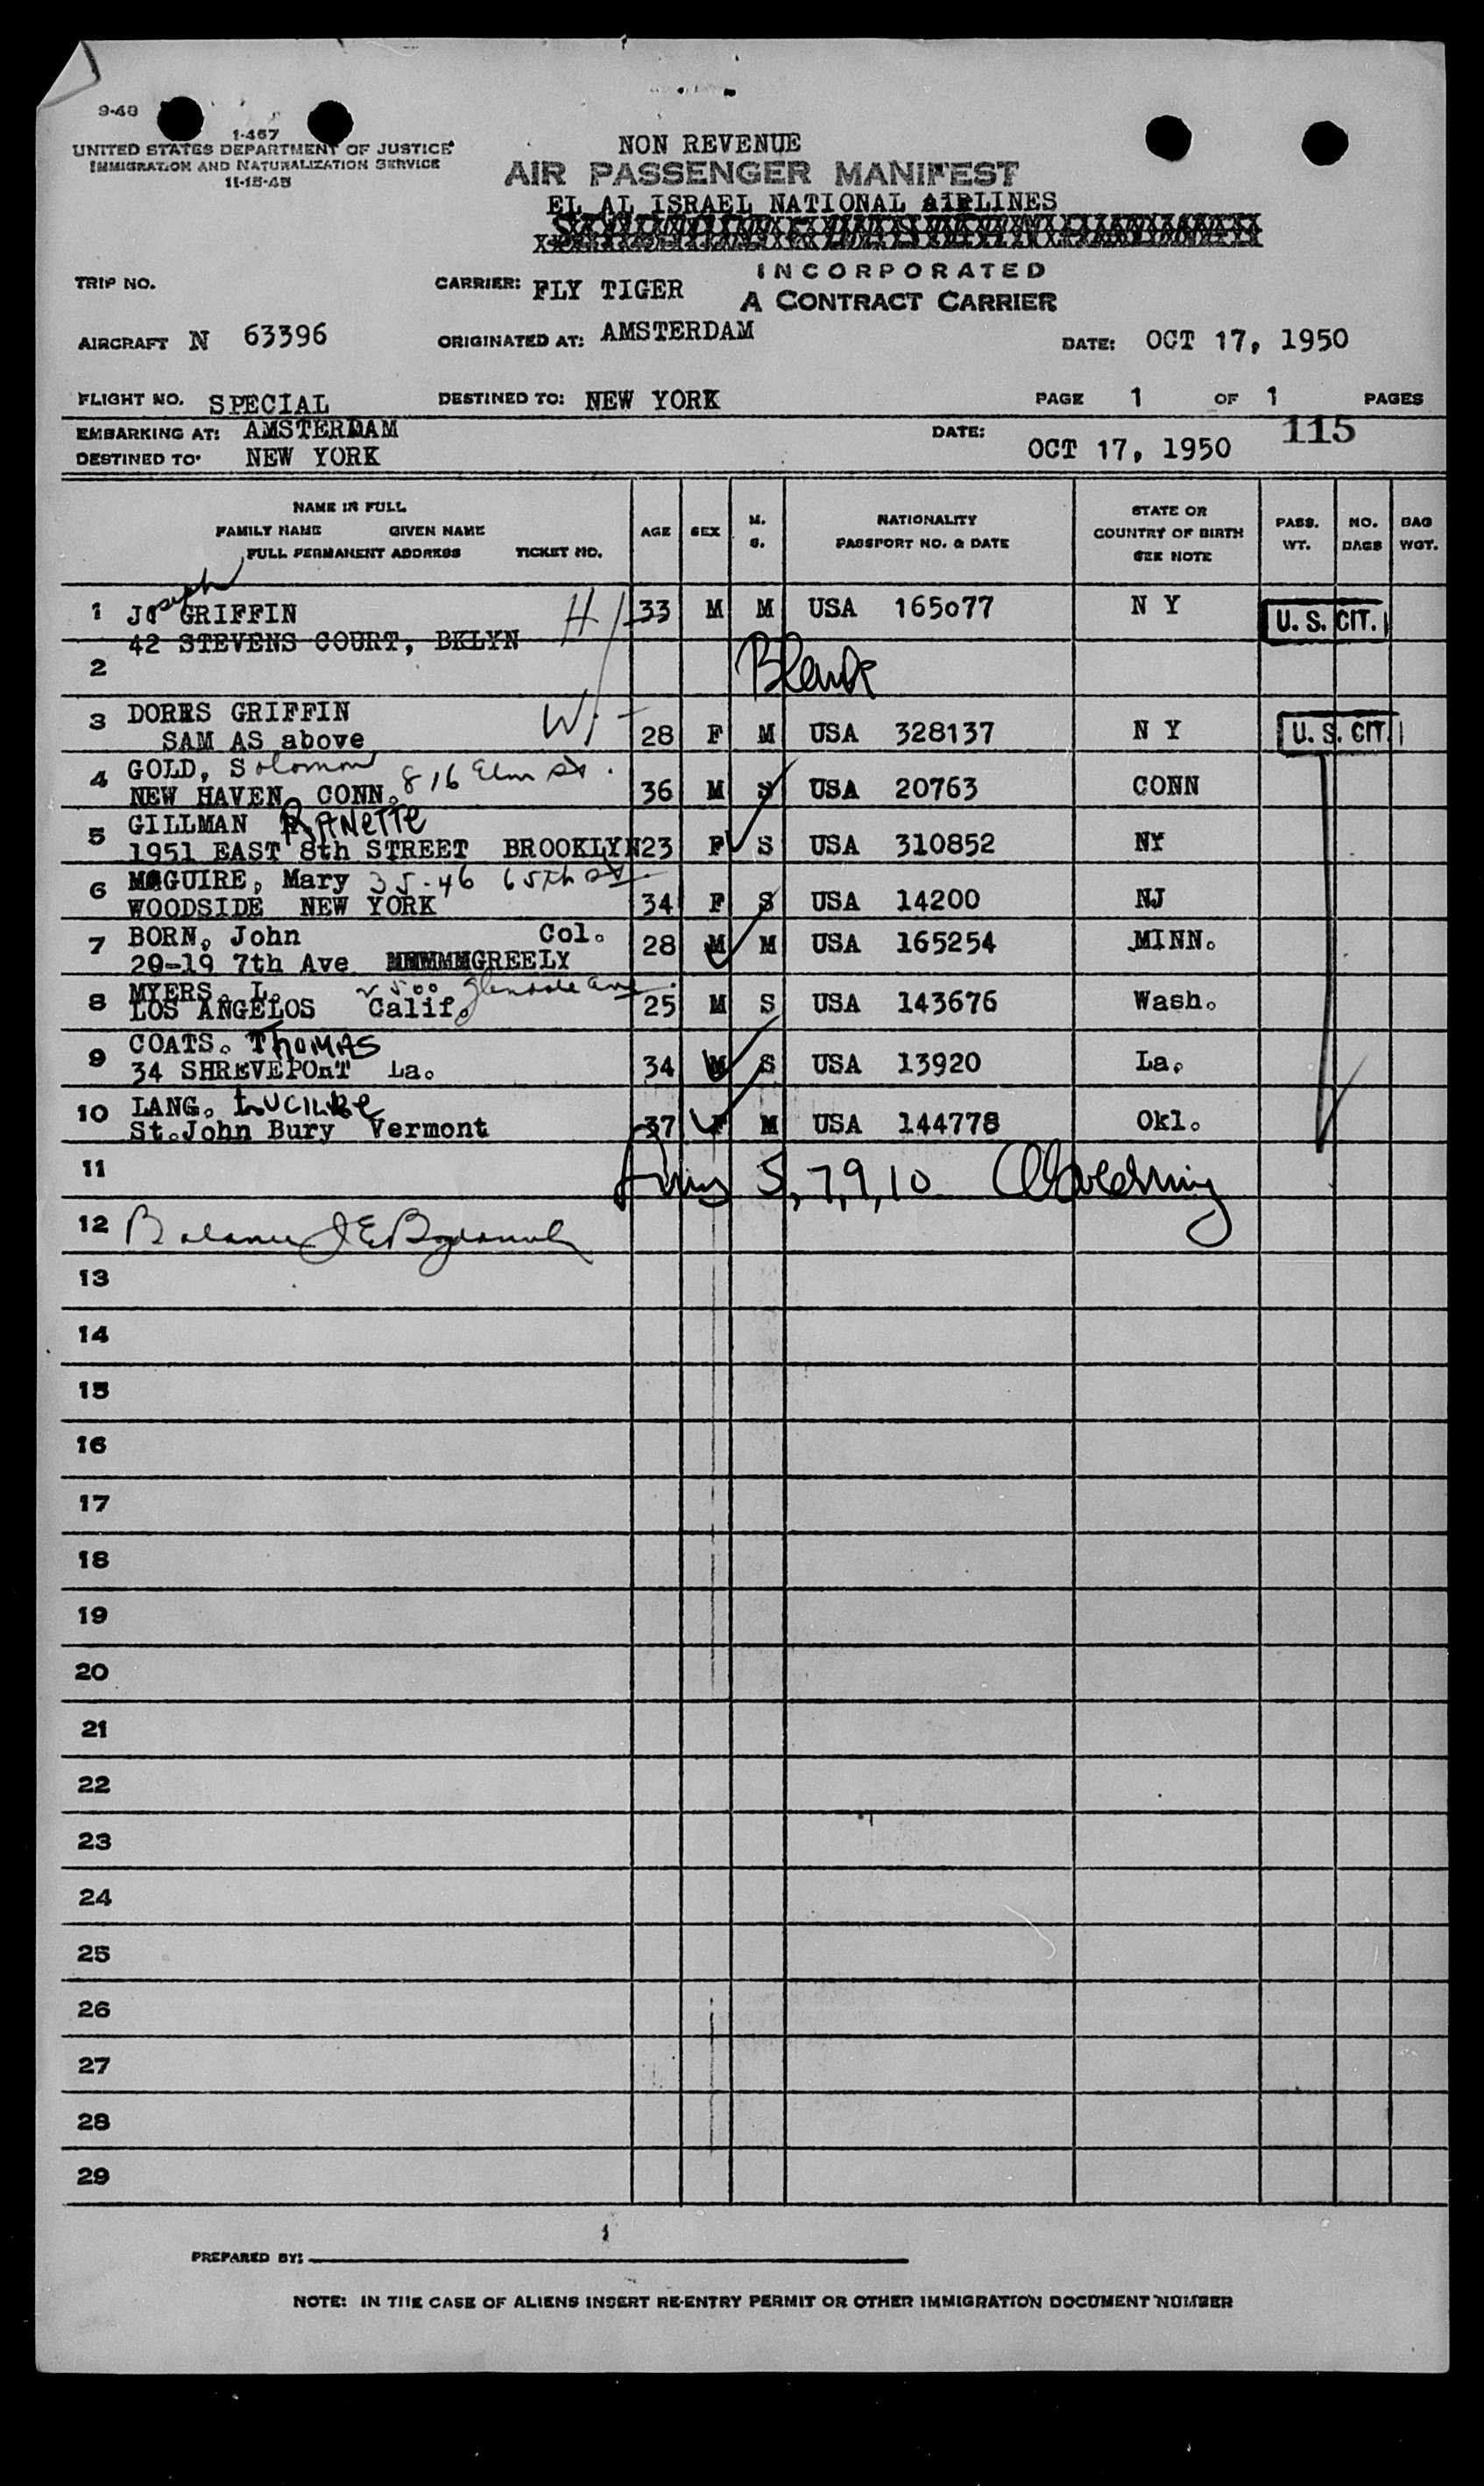 9-48
1-467
UNITED STATES DEPARTMENT OF JUSTICE
IMMIGRATION AND NATURALIZATION SERVICE
11-15-45
NON REVENUE
AIR PASSENGER MANIFEST
EL AL ISRAEL NATIONAL AIRLINES
INCORPORATED
A CONTRACT CARRIER
TRIP NO. CARRIER: FLY TIGER
AIRCRAFT N 63396 ORIGINATED AT: AMSTERDAM DATE: OCT 17, 1950
FLIGHT NO. SPECIAL DESTINED TO: NEW YORK PAGE 1 OF 1 PAGES
EMBARKING AT: AMSTERDAM DATE: OCT 17, 1950 115
DESTINED TO: NEW YORK
NAME IN FULL
FAMILY NAME GIVEN NAME
FULL PERMANENT ADDRESS TICKET NO.
AGE SEX M. S.
NATIONALITY
PASSPORT NO. & DATE
STATE OR
COUNTRY OF BIRTH
SEE NOTE
PASS. WT. NO. BAGS BAG WGT.
1 Joseph GRIFFIN H 33 M M USA 165077 N Y U. S. CIT.
42 STEVENS COURT, BKLYN
2 Blank
3 DORRS GRIFFIN W. 28 F M USA 328137 N Y U. S. CIT.
SAM AS above
4 GOLD, Solomon 816 Elm St. 36 M S USA 20763 CONN
NEW HAVEN, CONN.
5 GILLMAN RANETTE 23 F S USA 310852 NY
1951 EAST 8th STREET BROOKLYN
6 MCGUIRE, Mary 35-46 65th St. 34 F S USA 14200 NJ
WOODSIDE NEW YORK
7 BORN, John Col. 28 M M USA 165254 MINN.
20-19 7th Ave GREELY
8 MYERS, L. 2500 Glendale Ave. 25 M S USA 143676 Wash.
LOS ANGELOS Calif.
9 COATS. THOMAS 34 M S USA 13920 La.
34 SHREVEPOnT La.
10 LANG. LUCILLE 37 F M USA 144778 Okl.
St.John Bury Vermont
11 5, 7, 9, 10
12 Balance
13
14
15
16
17
18
19
20
21
22
23
24
25
26
27
28
29
PREPARED BY:
NOTE: IN THE CASE OF ALIENS INSERT RE-ENTRY PERMIT OR OTHER IMMIGRATION DOCUMENT NUMBER